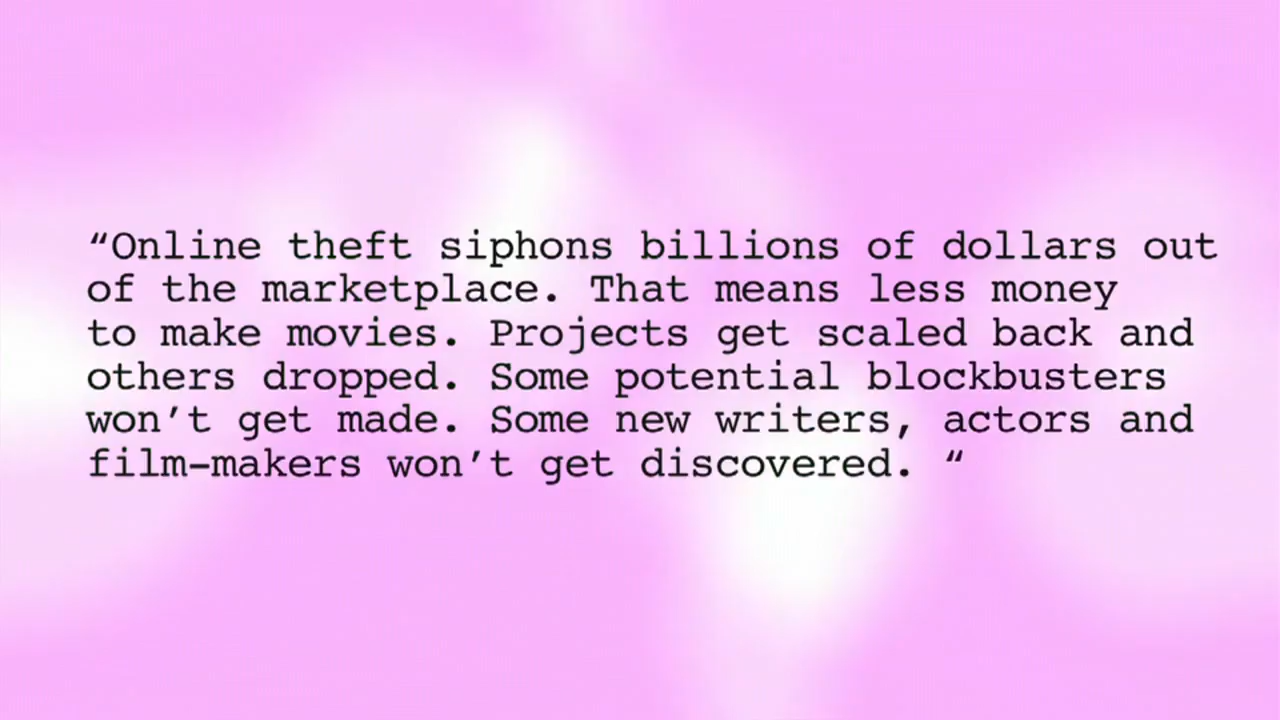 “Online theft siphons billions of dollars out
of the marketplace. That means less money
to make movies. Projects get scaled back and
others dropped. Some potential blockbusters
won’t get made. Some new writers, actors and
film-makers won’t get discovered. “